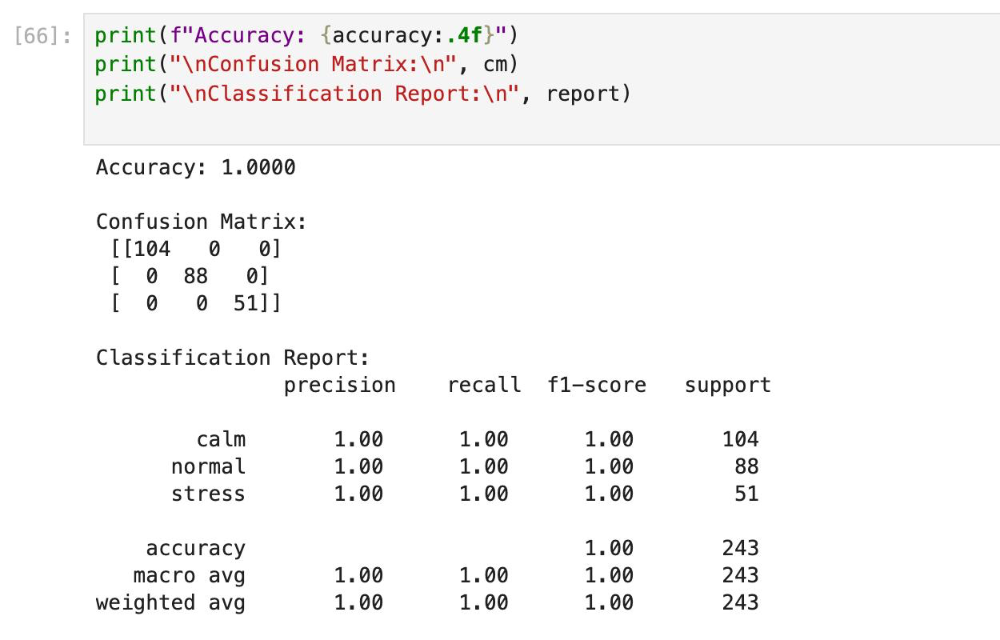 [66]: print(f"Accuracy: {accuracy:.4f}")
print("\nConfusion Matrix:\n", cm)
print("\nClassification Report:\n", report)
Accuracy: 1.0000
Confusion Matrix:
 [[104   0   0]
 [  0  88   0]
 [  0   0  51]]
Classification Report:
               precision    recall  f1-score   support
        calm       1.00      1.00      1.00       104
      normal       1.00      1.00      1.00        88
      stress       1.00      1.00      1.00        51
    accuracy                           1.00       243
   macro avg       1.00      1.00      1.00       243
weighted avg       1.00      1.00      1.00       243